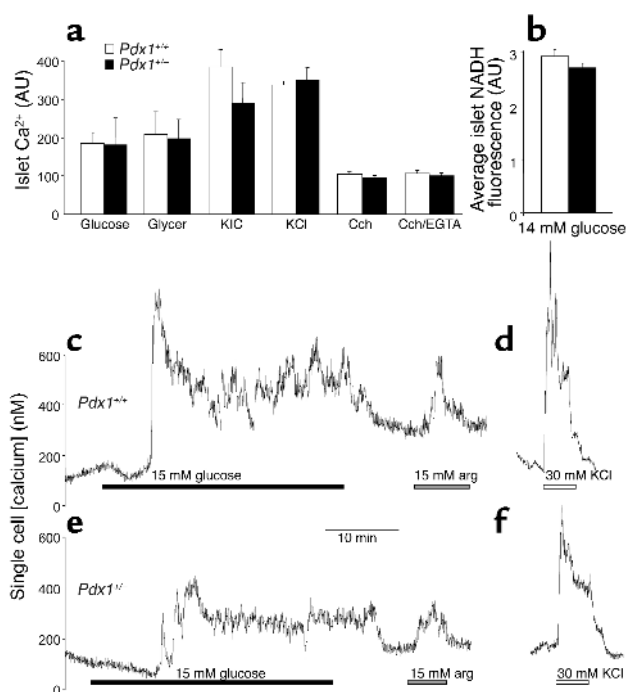 a
Pdx1+/+
Pdx1+/−
Islet Ca2+ (AU)
400
300
200
100
0
Glucose Glycer KIC KCl Cch Cch/EGTA
b
Average islet NADH
fluorescence (AU)
3
2
1
0
14 mM glucose
c
Pdx1+/+
600
400
200
0
15 mM glucose
15 mM arg
d
30 mM KCl
Single cell [calcium] (nM)
e
10 min
Pdx1+/-
600
400
200
0
15 mM glucose
15 mM arg
f
30 mM KCl